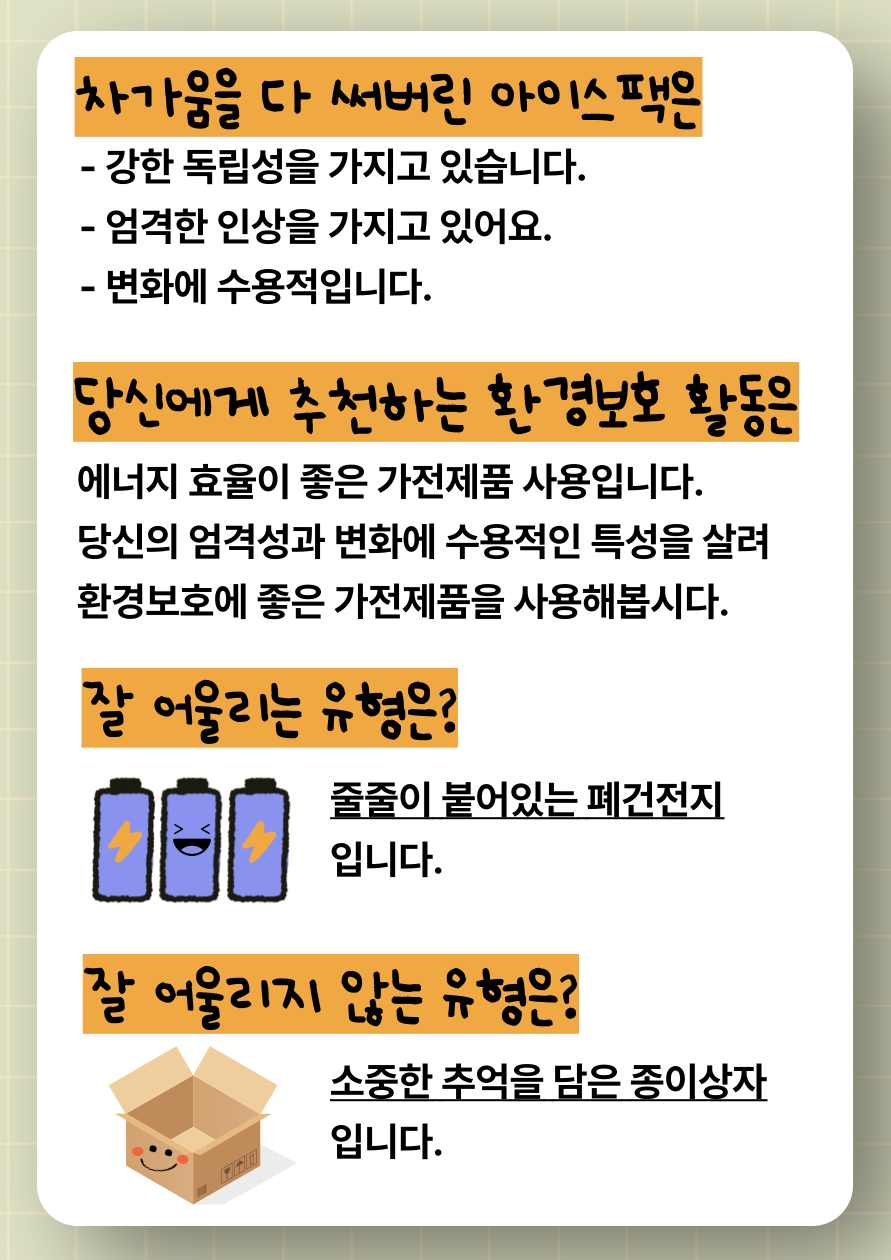 차가움을 다 써버린 아이스팩은
- 강한 독립성을 가지고 있습니다.
- 엄격한 인상을 가지고 있어요.
- 변화에 수용적입니다.
당신에게 추천하는 환경보호 활동은
에너지 효율이 좋은 가전제품 사용입니다.
당신의 엄격성과 변화에 수용적인 특성을 살려
환경보호에 좋은 가전제품을 사용해봅시다.
잘 어울리는 유형은?
줄줄이 붙어있는 폐건전지
입니다.
잘 어울리지 않는 유형은?
소중한 추억을 담은 종이상자
입니다.